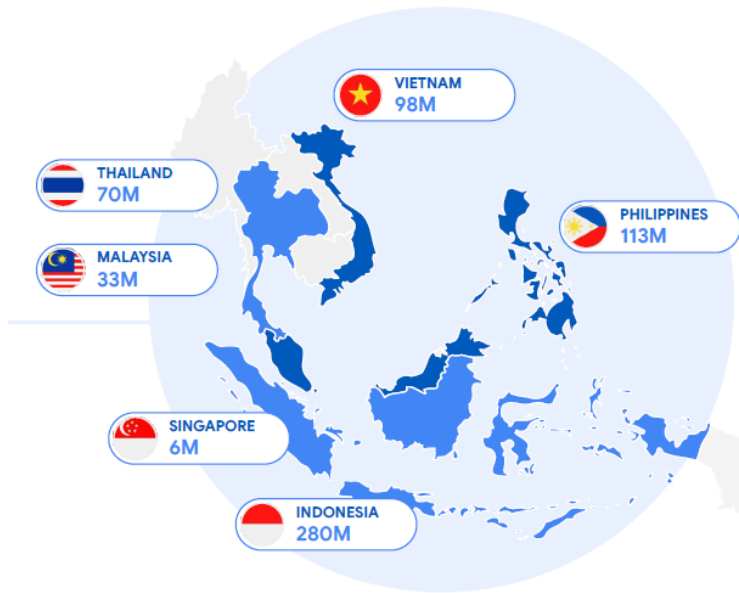 VIETNAM
98M
THAILAND
70M
PHILIPPINES
113M
MALAYSIA
33M
SINGAPORE
6M
INDONESIA
280M